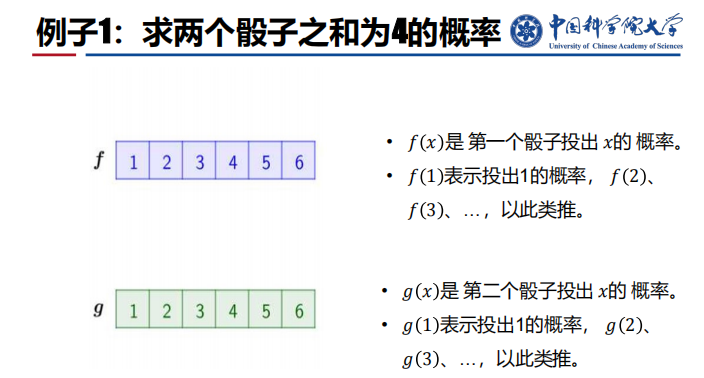 例子1：求两个骰子之和为4的概率
中国科学院大学
University of Chinese Academy of Sciences
f 1 2 3 4 5 6
• f(x)是 第一个骰子投出 x的 概率。
• f(1)表示投出1的概率， f(2)、
f(3)、…，以此类推。
g 1 2 3 4 5 6
• g(x)是 第二个骰子投出 x的 概率。
• g(1)表示投出1的概率， g(2)、
g(3)、…，以此类推。